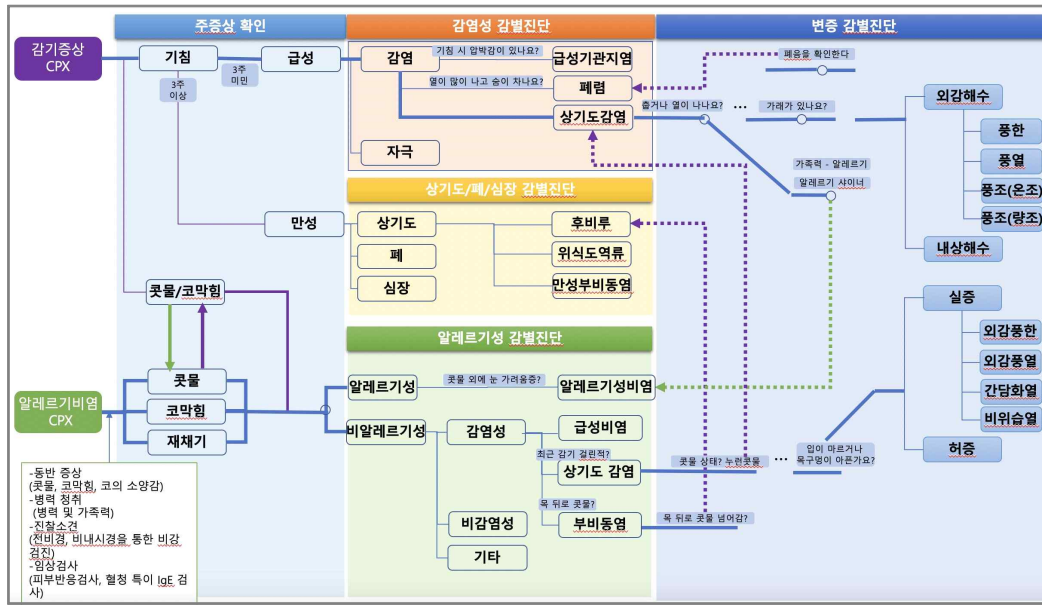 주증상 확인
감염성 감별진단
변증 감별진단
감기증상
CPX
기침
3주
미만
급성
3주
이상
감염
기침 시 압박감이 있나요?
급성기관지염
열이 많이 나고 숨이 차나요?
폐렴
상기도감염
자극
폐음을 확인한다
춥거나 열이 나나요?
...
가래가 있나요?
가족력 - 알레르기
알레르기 샤이너
외감해수
풍한
풍열
풍조(온조)
풍조(량조)
내상해수
상기도/폐/심장 감별진단
만성
상기도
폐
심장
후비루
위식도역류
만성부비동염
콧물/코막힘
알레르기성 감별진단
알레르기비염
CPX
콧물
코막힘
재채기
알레르기성
콧물 외에 눈 가려움증?
알레르기성비염
비알레르기성
감염성
급성비염
최근 감기 걸린적?
상기도 감염
목 뒤로 콧물?
부비동염
비감염성
기타
콧물 상태? 누런콧물
...
입이 마르거나
목구멍이 아픈가요?
목 뒤로 콧물 넘어감?
실증
외감풍한
외감풍열
간담화열
비위습열
허증
-동반 증상
(콧물, 코막힘, 코의 소양감)
-병력 청취
(병력 및 가족력)
-진찰소견
(전비경, 비내시경을 통한 비강
검진)
-임상검사
(피부반응검사, 혈청 특이 IgE 검
사)